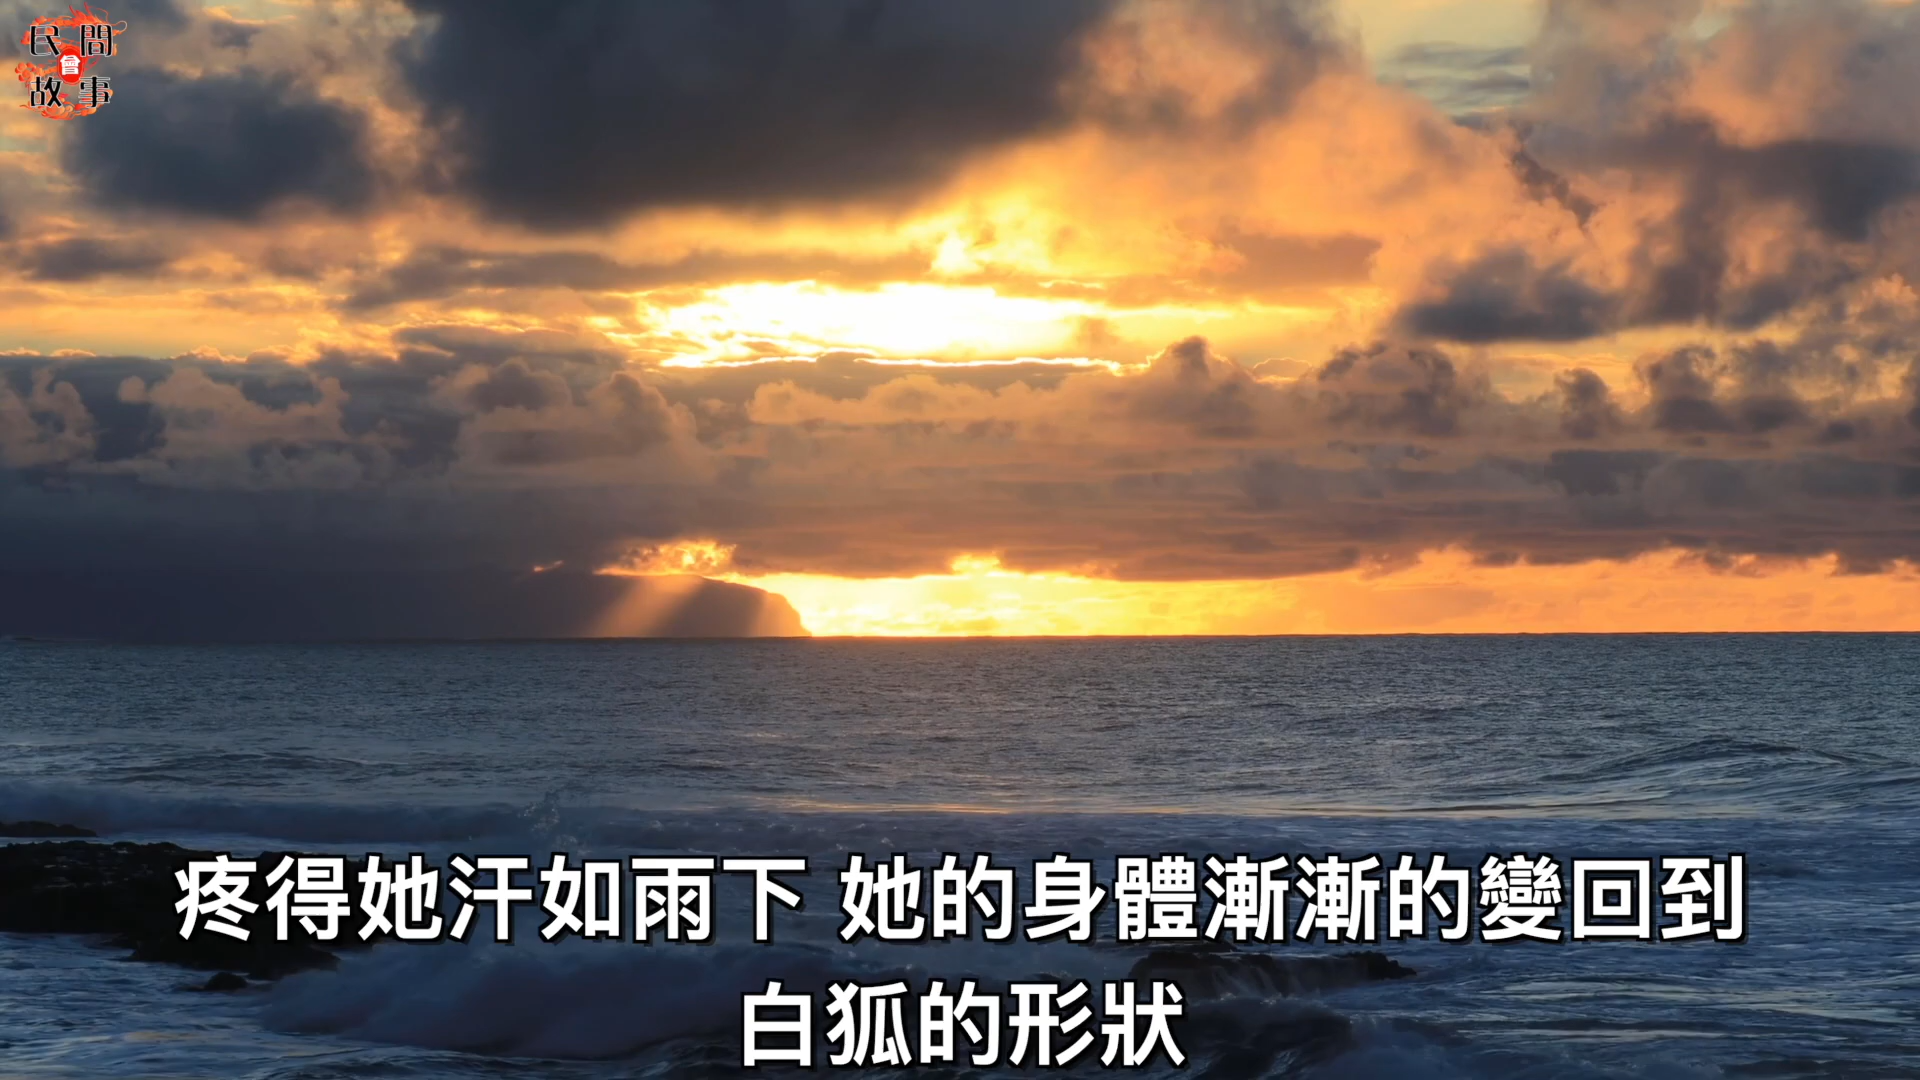 民間
會
故事
疼得她汗如雨下 她的身體漸漸的變回到
白狐的形狀